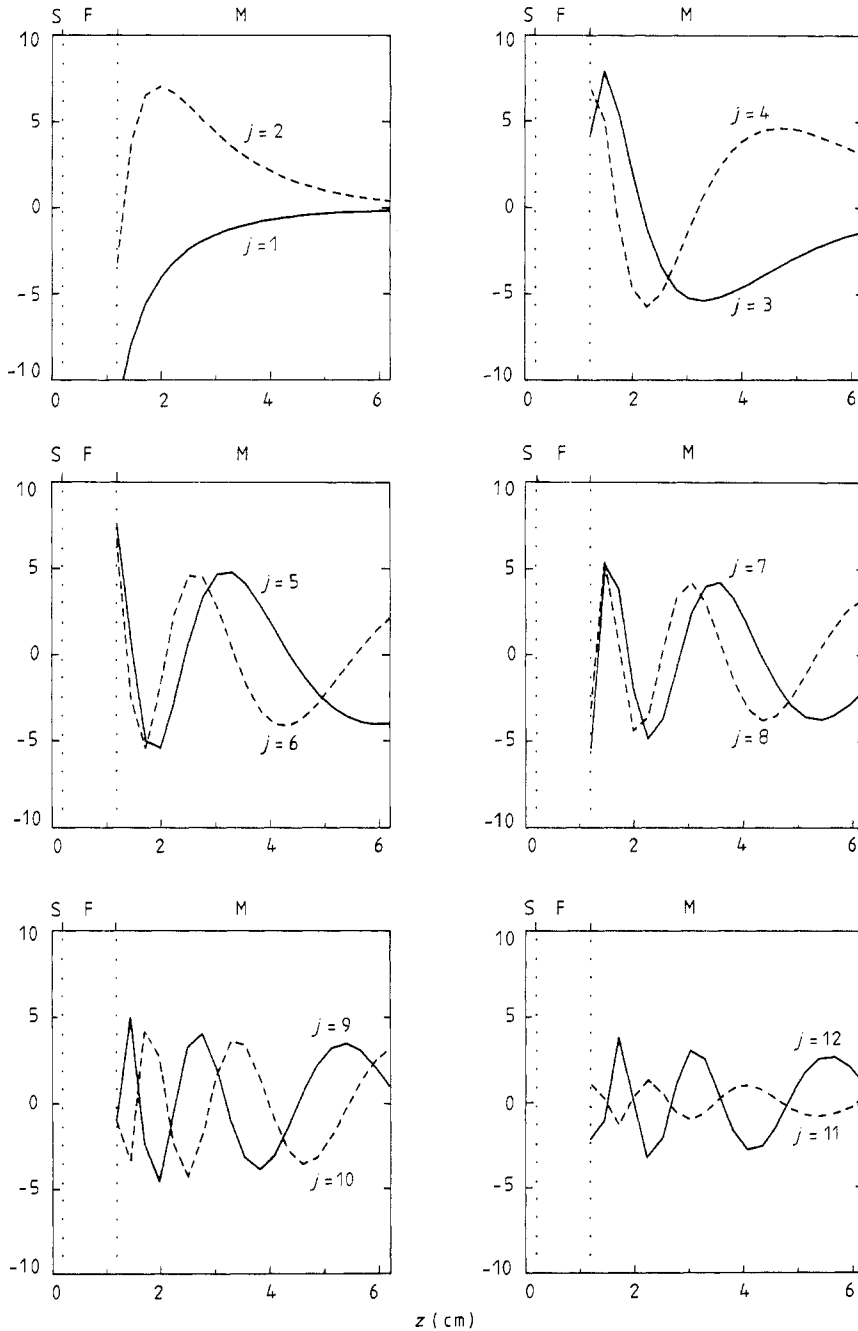 S F M S F M
10 10
5 j=2 5 j=4
0 0
j=1
-5 -5 j=3
-10 -10
0 2 4 6 0 2 4 6
S F M S F M
10 10
5 j=5 5 j=7
0 0
-5 j=6 -5 j=8
-10 -10
0 2 4 6 0 2 4 6
S F M S F M
10 10
5 j=9 5 j=12
0 0
j=11
-5 j=10 -5
-10 -10
0 2 4 6 0 2 4 6
z (cm)